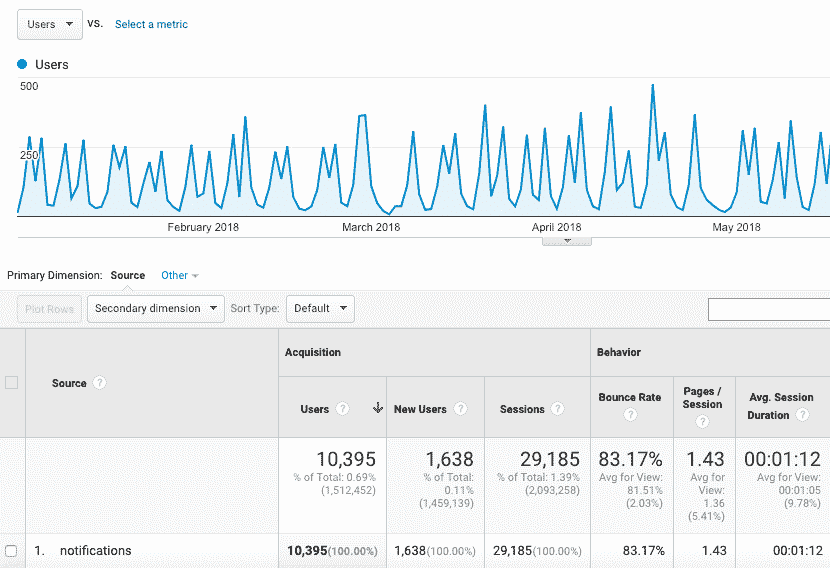 Users VS. Select a metric
Users
500
250
February 2018 March 2018 April 2018 May 2018
Primary Dimension: Source Other
Plot Rows Secondary dimension Sort Type: Default
Acquisition Behavior
Source ? Users ? New Users ? Sessions ? Bounce Rate ? Pages / Session ? Avg. Session Duration ?
10,395 1,638 29,185 83.17% 1.43 00:01:12
% of Total: 0.69% (1,512,452) % of Total: 0.11% (1,459,139) % of Total: 1.39% (2,093,258) Avg for View: 81.51% (2.03%) Avg for View: 1.36 (5.41%) Avg for View: 00:01:05 (9.78%)
1. notifications 10,395(100.00%) 1,638(100.00%) 29,185(100.00%) 83.17% 1.43 00:01:12